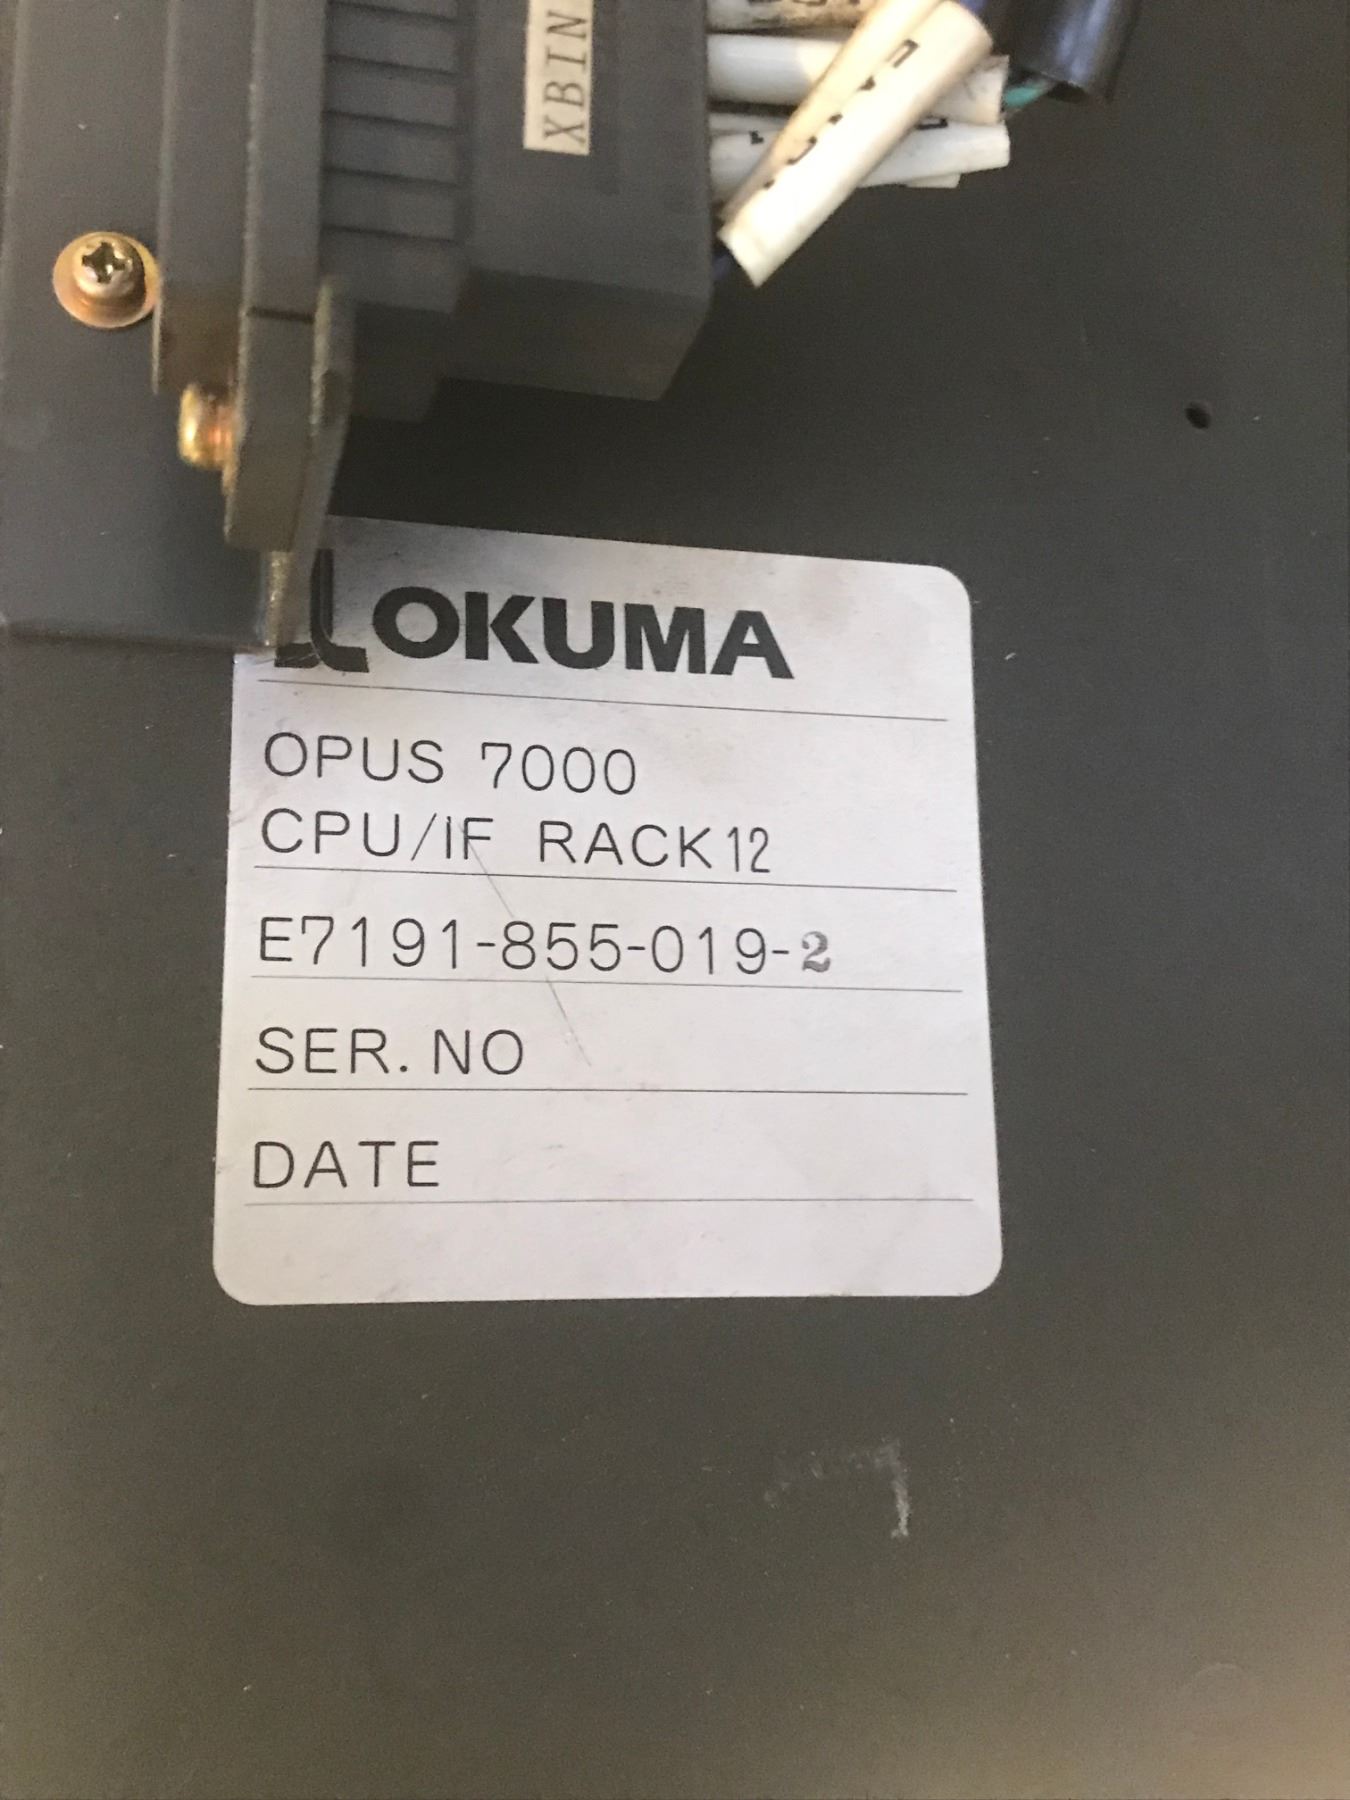 XBIN
OKUMA
OPUS 7000
CPU/IF RACK12
E7191-855-019-2
SER. NO
DATE